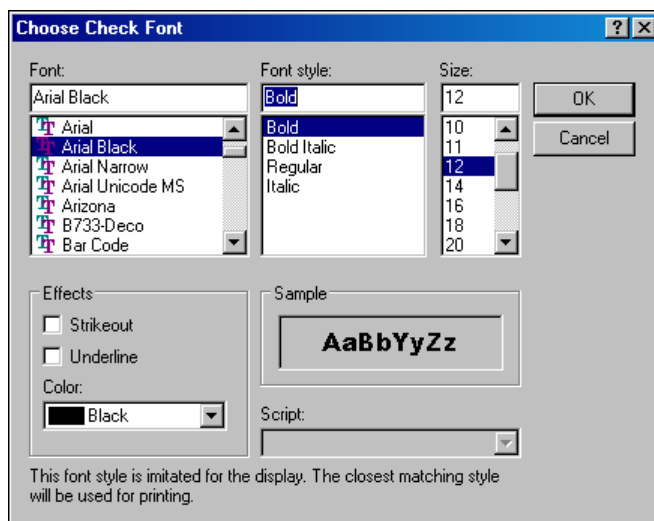 Choose Check Font
Font:
Arial Black
Arial
Arial Black
Arial Narrow
Arial Unicode MS
Arizona
B733-Deco
Bar Code
Font style:
Bold
Bold
Bold Italic
Regular
Italic
Size:
12
10
11
12
14
16
18
20
OK
Cancel
Effects
Strikeout
Underline
Color:
Black
Sample
AaBbYyZz
Script:
This font style is imitated for the display. The closest matching style
will be used for printing.